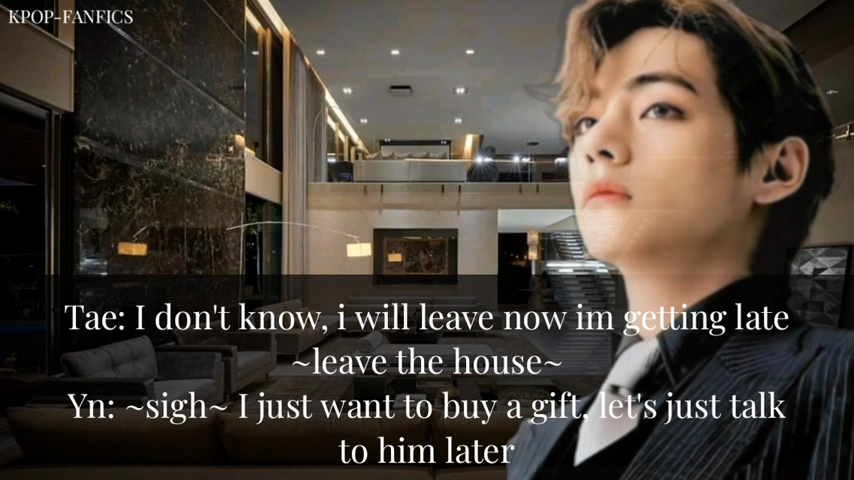 KPOP-FANFICS
Tae: I don't know, i will leave now im getting late
~leave the house~
Yn: ~sigh~ I just want to buy a gift, let's just talk
to him later